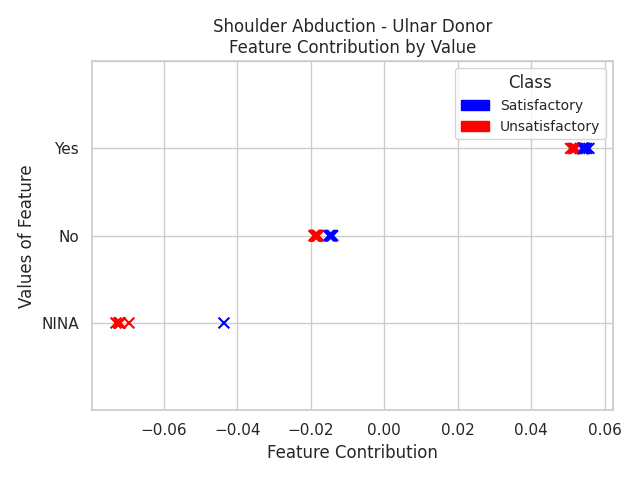 Shoulder Abduction - Ulnar Donor
Feature Contribution by Value
Class
Satisfactory
Unsatisfactory
Values of Feature
Yes
No
NINA
−0.06
−0.04
−0.02
0.00
0.02
0.04
0.06
Feature Contribution